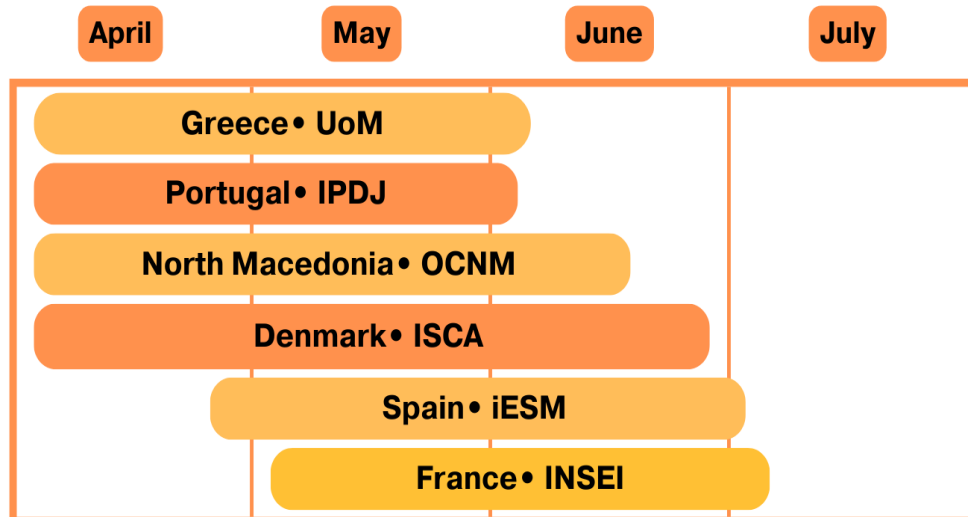 April May June July
Greece• UoM
Portugal• IPDJ
North Macedonia• OCNM
Denmark• ISCA
Spain• iESM
France• INSEI